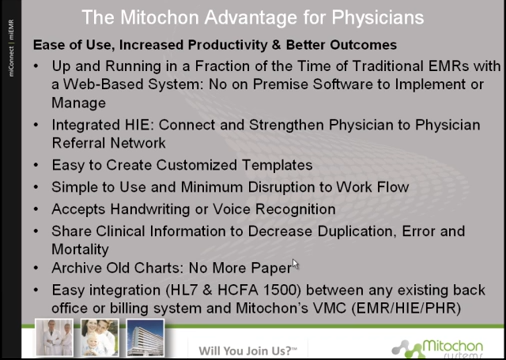 The Mitochon Advantage for Physicians
miConnect | miEMR
Ease of Use, Increased Productivity & Better Outcomes
• Up and Running in a Fraction of the Time of Traditional EMRs with
a Web-Based System: No on Premise Software to Implement or
Manage
• Integrated HIE: Connect and Strengthen Physician to Physician
Referral Network
• Easy to Create Customized Templates
• Simple to Use and Minimum Disruption to Work Flow
• Accepts Handwriting or Voice Recognition
• Share Clinical Information to Decrease Duplication, Error and
Mortality
• Archive Old Charts: No More Paper
• Easy integration (HL7 & HCFA 1500) between any existing back
office or billing system and Mitochon's VMC (EMR/HIE/PHR)
Will You Join Us?™
Mitochon
systems